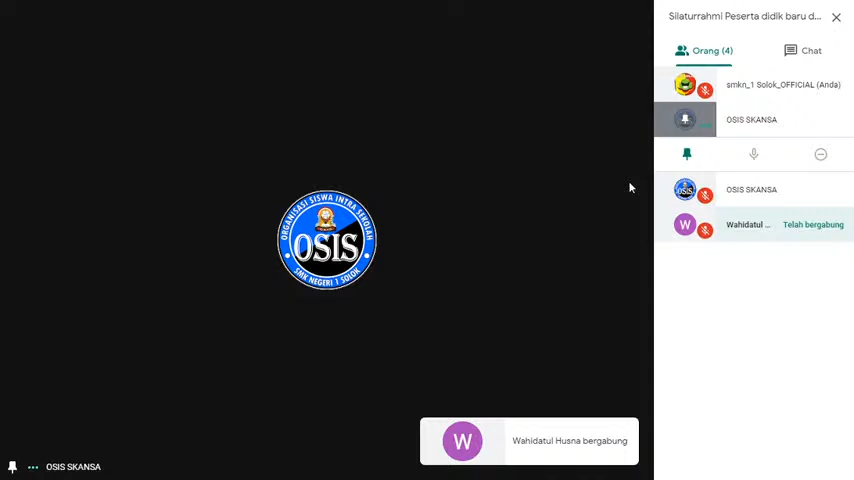 Silaturrahmi Peserta didik baru d...
Orang (4)
Chat
smkn_1 Solok_OFFICIAL (Anda)
OSIS SKANSA
OSIS SKANSA
W
Wahidatul ...
Telah bergabung
ORGANISASI SISWA INTRA SEKOLAH
OSIS
SMK NEGERI 1 SOLOK
W
Wahidatul Husna bergabung
OSIS SKANSA